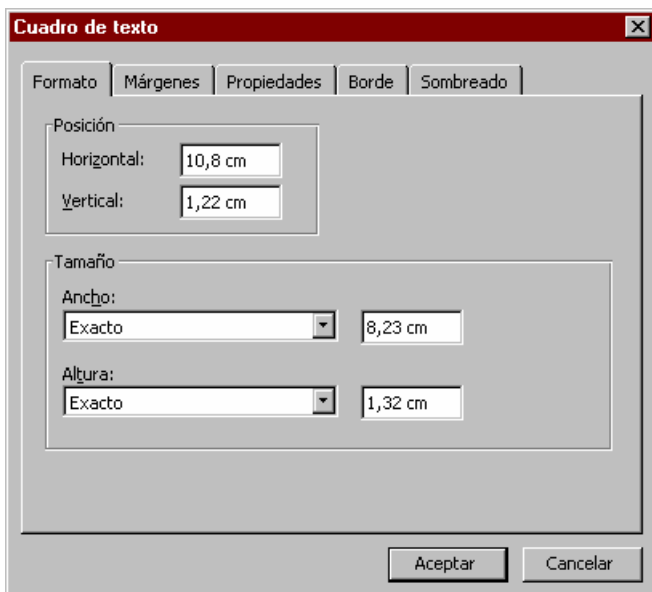 Cuadro de texto
Formato Márgenes Propiedades Borde Sombreado
Posición
Horizontal: 10,8 cm
Vertical: 1,22 cm
Tamaño
Ancho:
Exacto 8,23 cm
Altura:
Exacto 1,32 cm
Aceptar Cancelar